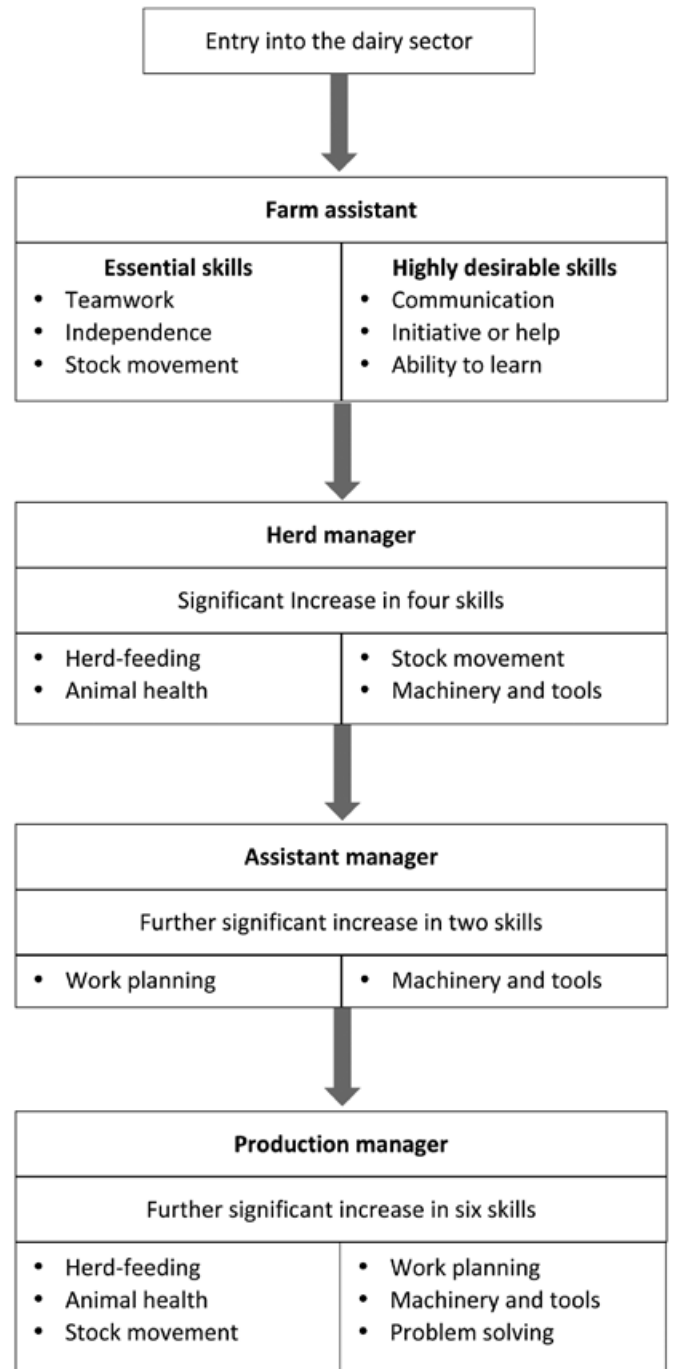 Entry into the dairy sector
Farm assistant
Essential skills
• Teamwork
• Independence
• Stock movement
Highly desirable skills
• Communication
• Initiative or help
• Ability to learn
Herd manager
Significant Increase in four skills
• Herd-feeding
• Animal health
• Stock movement
• Machinery and tools
Assistant manager
Further significant increase in two skills
• Work planning
• Machinery and tools
Production manager
Further significant increase in six skills
• Herd-feeding
• Animal health
• Stock movement
• Work planning
• Machinery and tools
• Problem solving